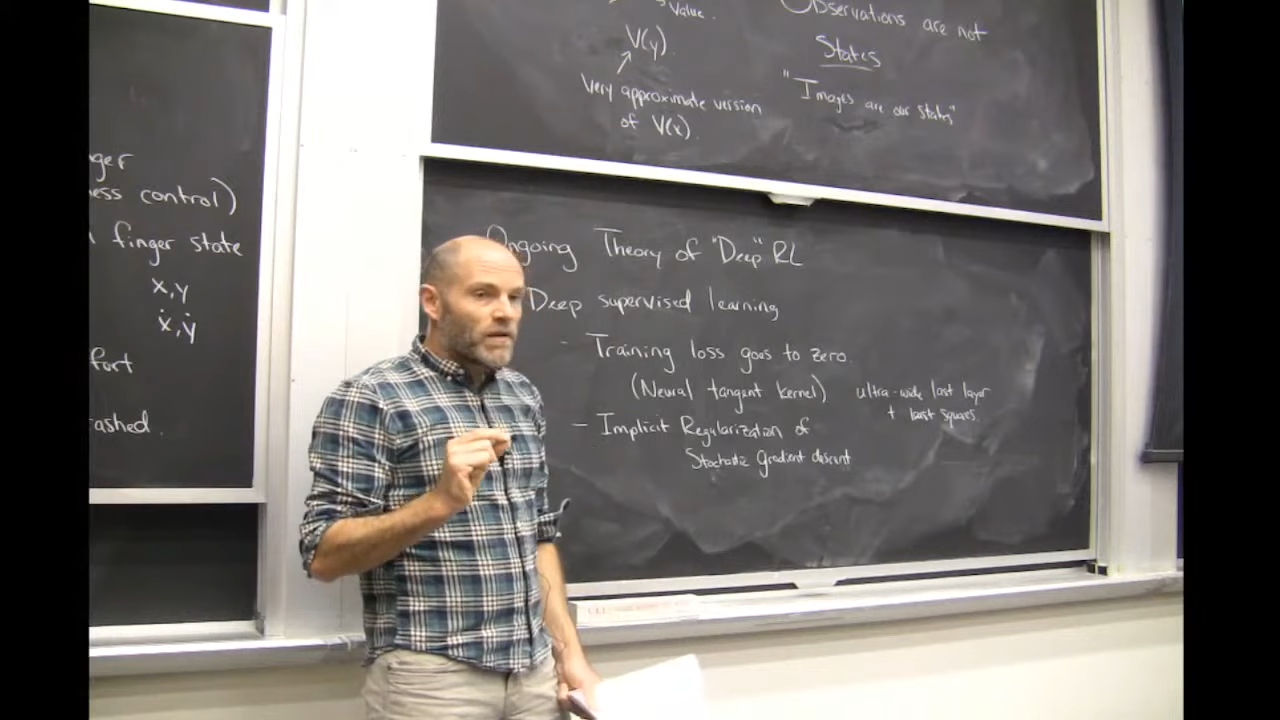 nger
ness control)
finger state
x,y
ẋ,ẏ
fort
ashed.
Value.
V(y).
Very approximate version
of V(x).
Observations are not
States
"Images are our states"
Ongoing Theory of "Deep" RL
Deep supervised learning
- Training loss goes to zero.
(Neural tangent kernel)
ultra-wide last layer
+ least squares.
- Implicit Regularization of
Stochastic gradient descent